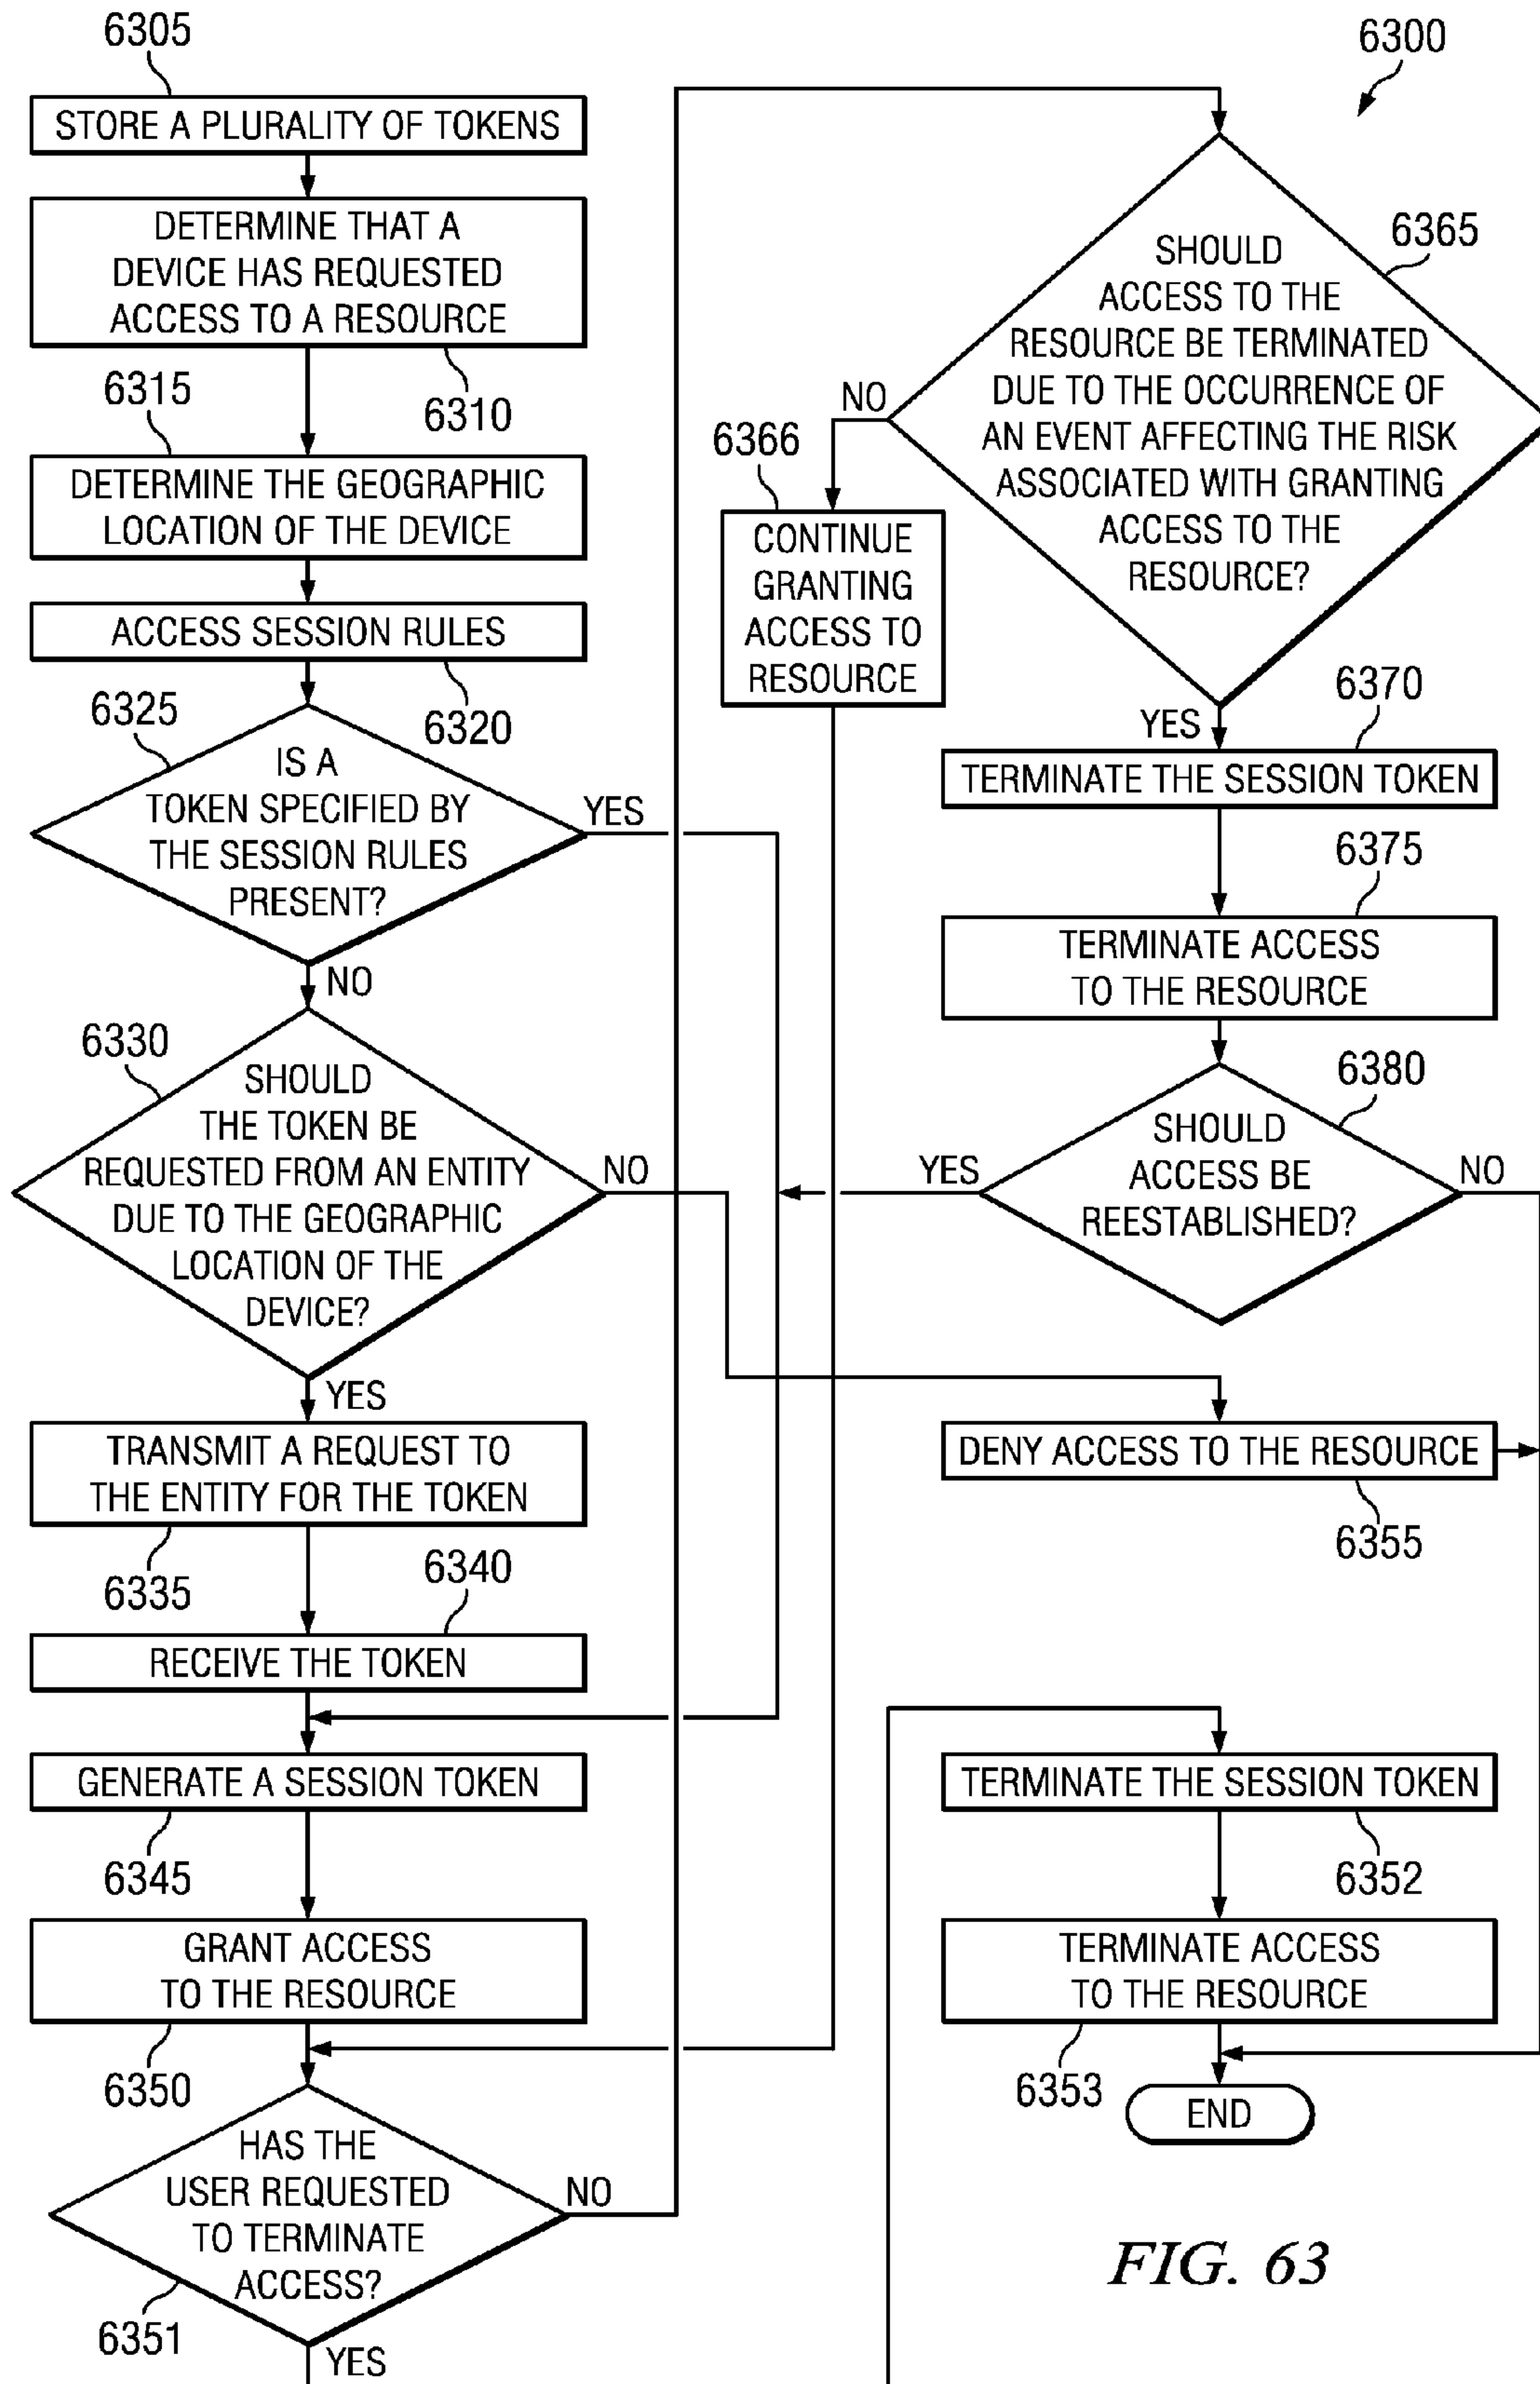 6305
STORE A PLURALITY OF TOKENS
DETERMINE THAT A
DEVICE HAS REQUESTED
ACCESS TO A RESOURCE
6310
6315
DETERMINE THE GEOGRAPHIC
LOCATION OF THE DEVICE
ACCESS SESSION RULES
6320
6325
IS A
TOKEN SPECIFIED BY
THE SESSION RULES
PRESENT?
YES
NO
6330
SHOULD
THE TOKEN BE
REQUESTED FROM AN ENTITY
DUE TO THE GEOGRAPHIC
LOCATION OF THE
DEVICE?
NO
YES
TRANSMIT A REQUEST TO
THE ENTITY FOR THE TOKEN
6335
6340
RECEIVE THE TOKEN
GENERATE A SESSION TOKEN
6345
GRANT ACCESS
TO THE RESOURCE
6350
HAS THE
USER REQUESTED
TO TERMINATE
ACCESS?
NO
6351
YES
6300
SHOULD
ACCESS TO THE
RESOURCE BE TERMINATED
DUE TO THE OCCURRENCE OF
AN EVENT AFFECTING THE RISK
ASSOCIATED WITH GRANTING
ACCESS TO THE
RESOURCE?
6365
NO
6366
CONTINUE
GRANTING
ACCESS TO
RESOURCE
YES
6370
TERMINATE THE SESSION TOKEN
6375
TERMINATE ACCESS
TO THE RESOURCE
6380
SHOULD
ACCESS BE
REESTABLISHED?
YES
NO
DENY ACCESS TO THE RESOURCE
6355
TERMINATE THE SESSION TOKEN
6352
TERMINATE ACCESS
TO THE RESOURCE
6353
END
FIG. 63